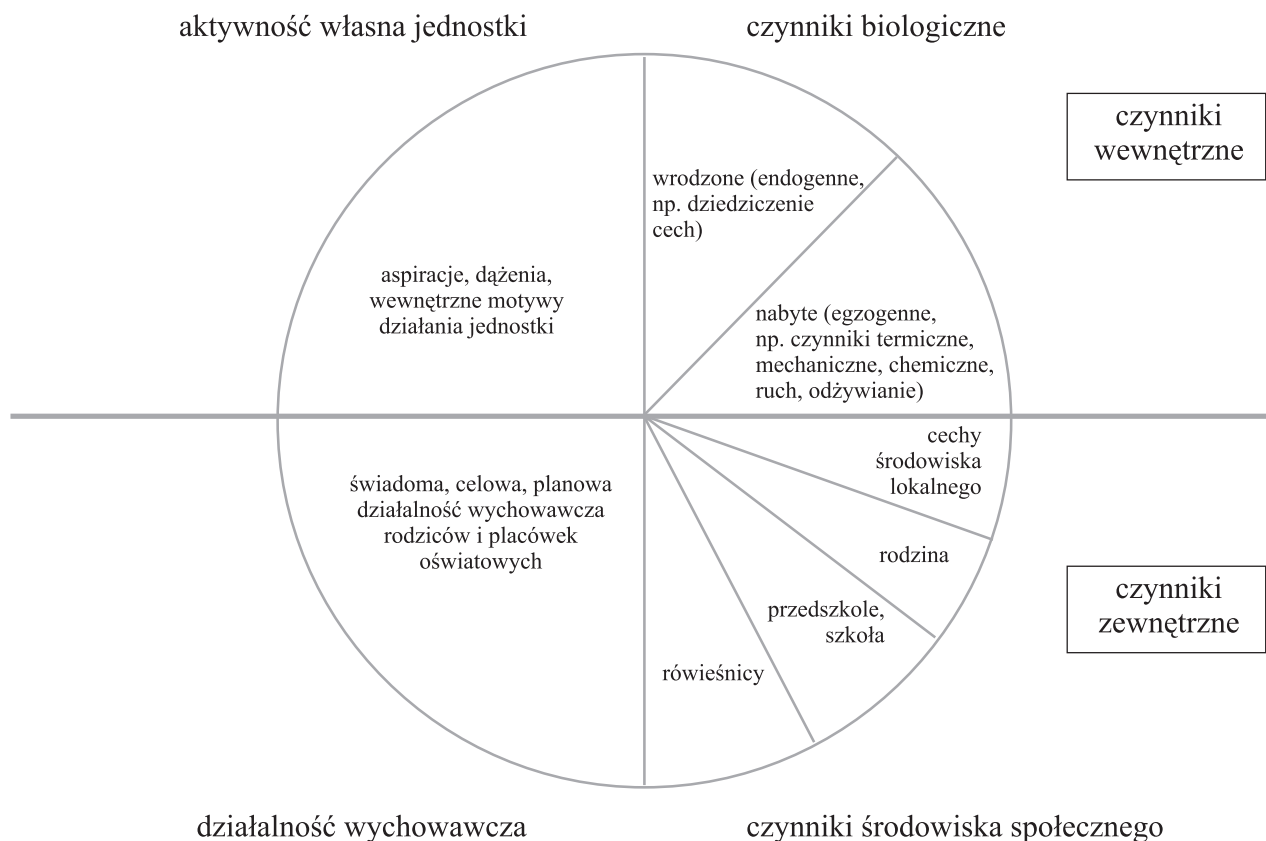 aktywność własna jednostki
czynniki biologiczne
czynniki
wewnętrzne
wrodzone (endogenne,
np. dziedziczenie
cech)
aspiracje, dążenia,
wewnętrzne motywy
działania jednostki
nabyte (egzogenne,
np. czynniki termiczne,
mechaniczne, chemiczne,
ruch, odżywianie)
cechy
środowiska
lokalnego
świadoma, celowa, planowa
działalność wychowawcza
rodziców i placówek
oświatowych
rodzina
czynniki
zewnętrzne
przedszkole,
szkoła
rówieśnicy
działalność wychowawcza
czynniki środowiska społecznego